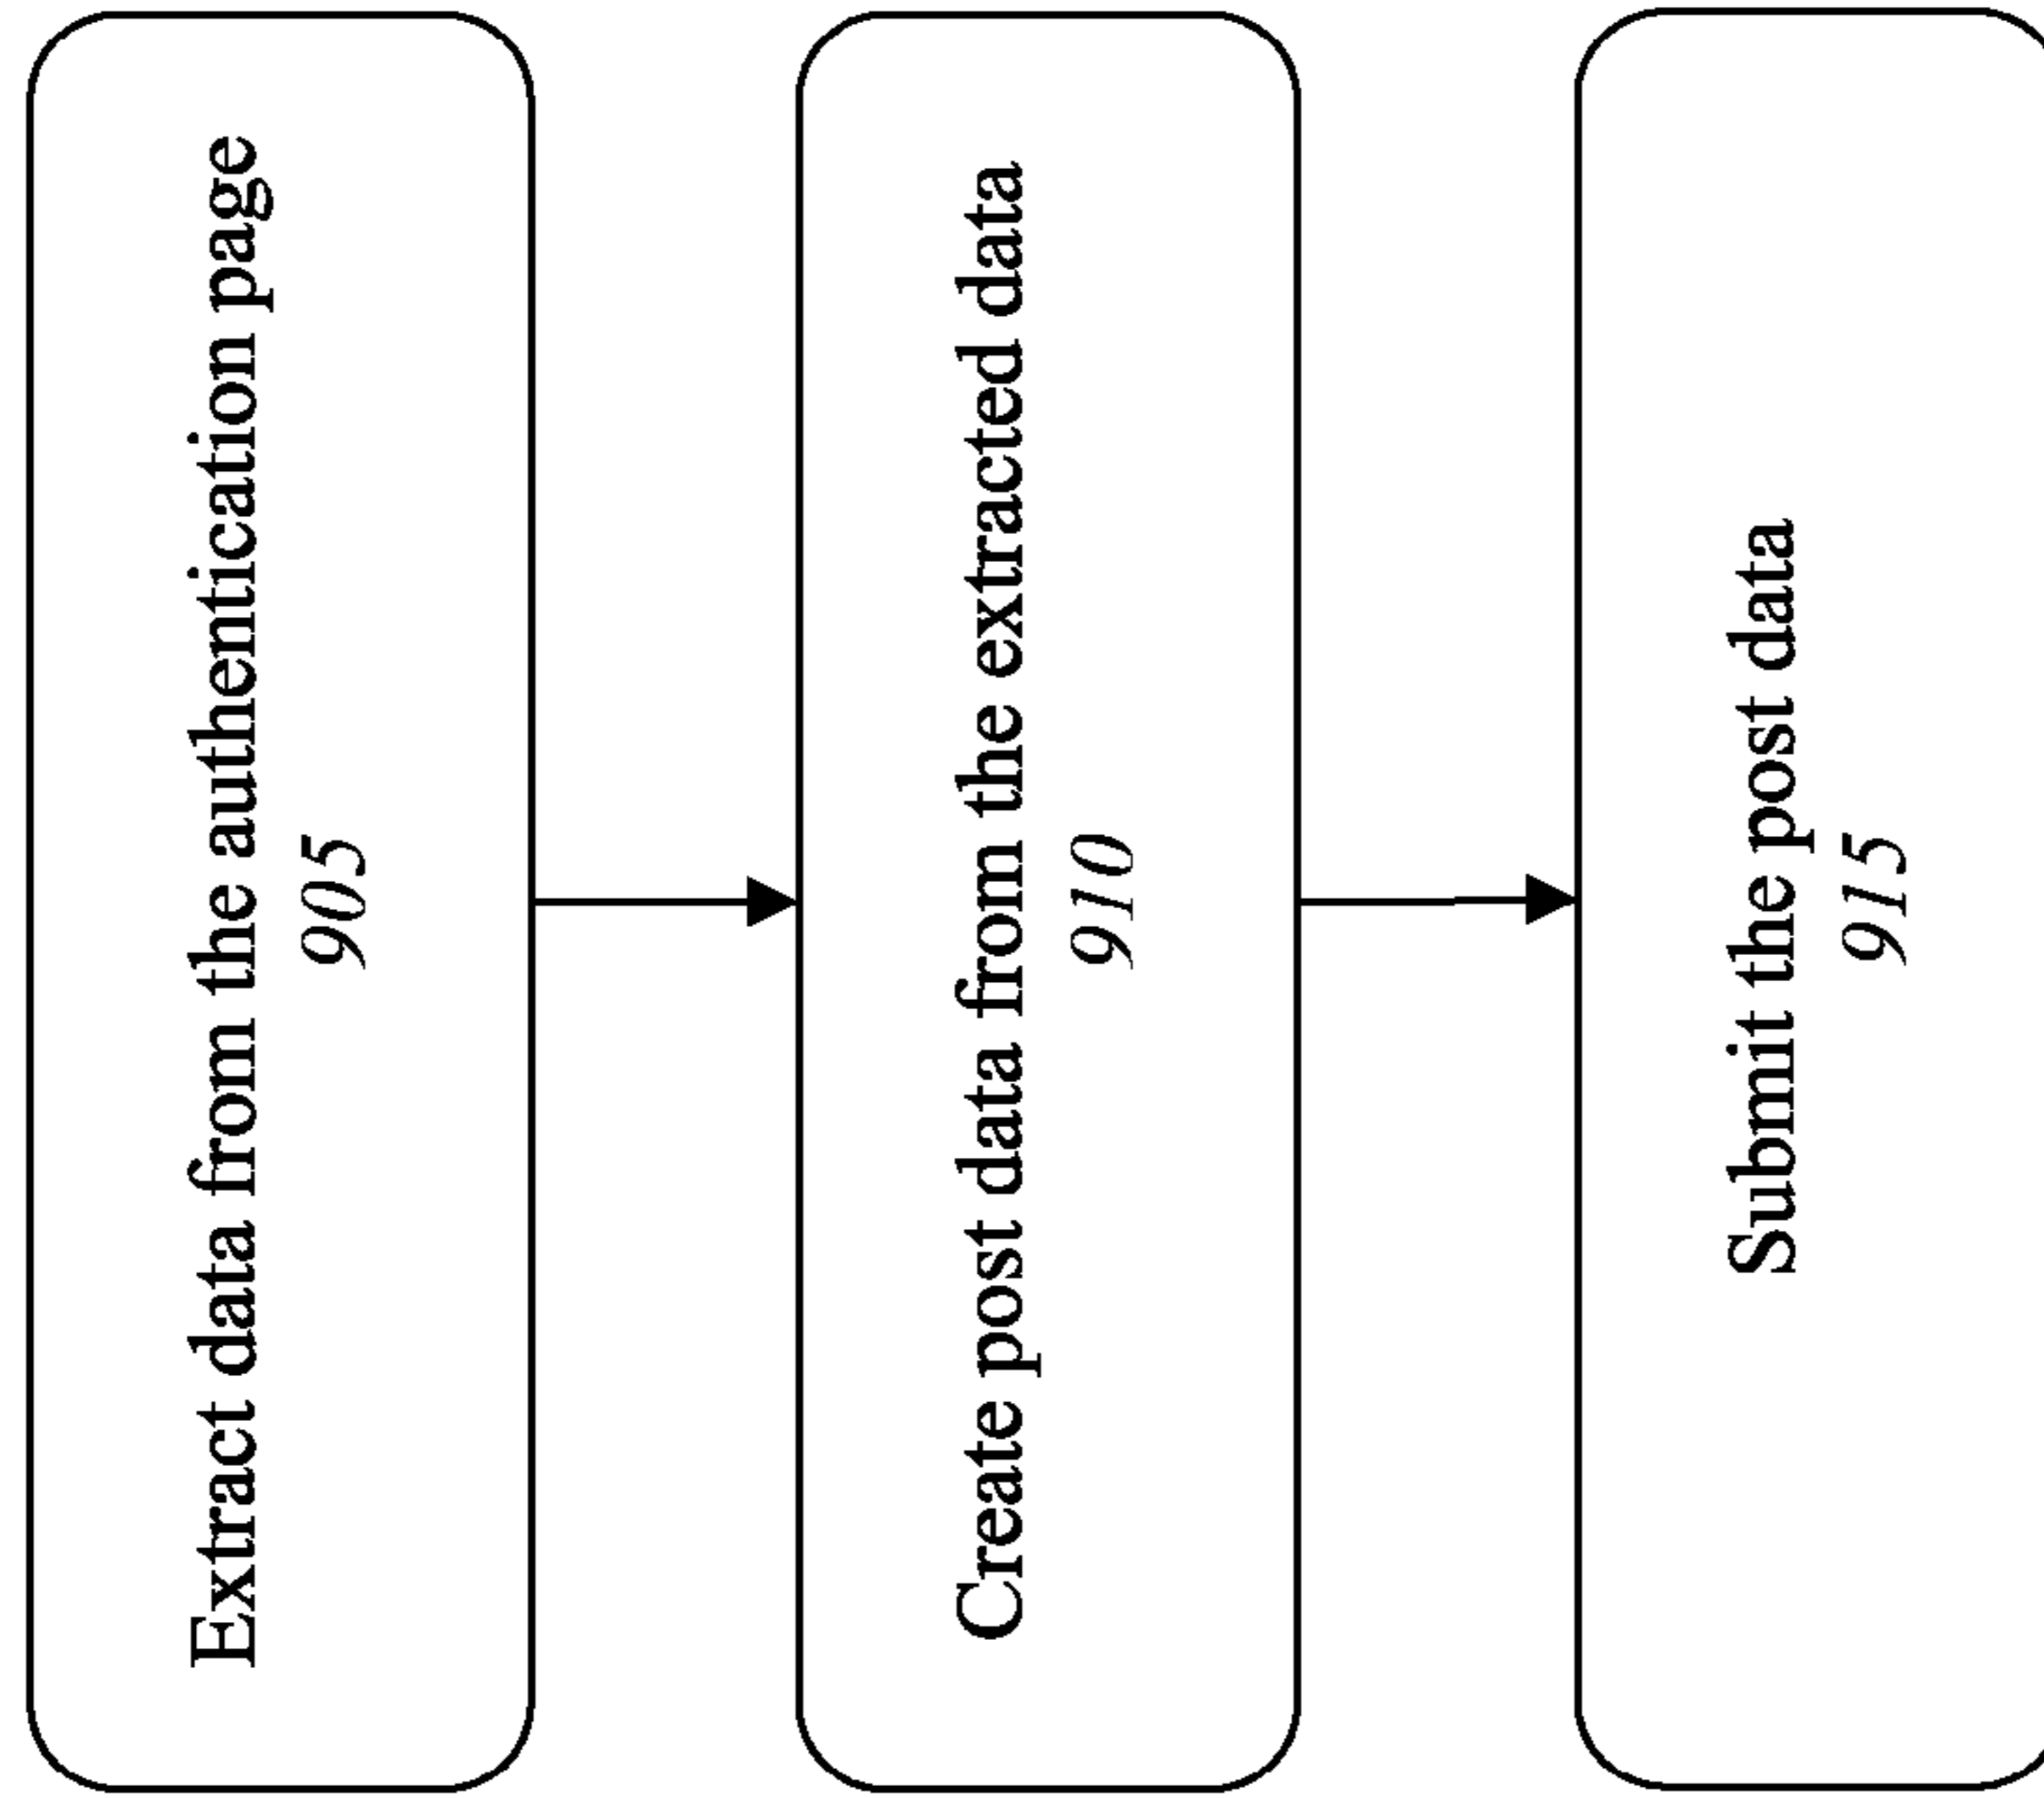 Extract data from the authentication page
905
Create post data from the extracted data
910
Submit the post data
915